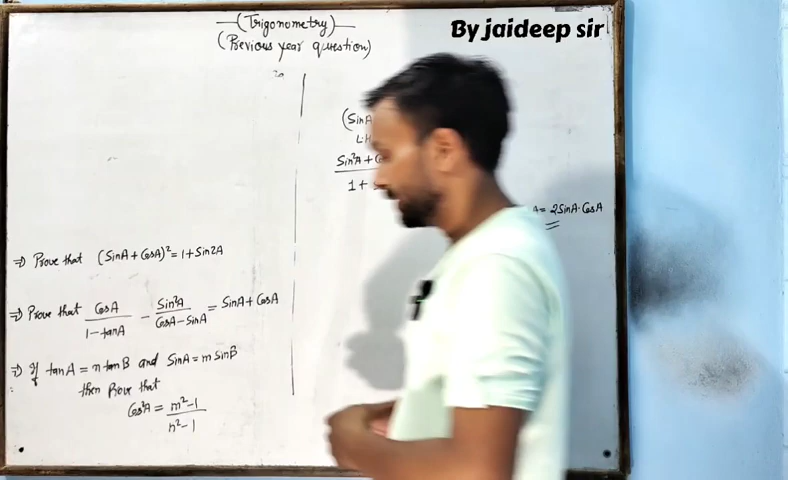 (Trigonometry)
(Previous year question)
By jaideep sir
⇒ Prove that (SinA + CosA)² = 1 + Sin2A
⇒ Prove that CosA / 1 - tanA - Sin²A / CosA - SinA = SinA + CosA
⇒ If tanA = n tanB and SinA = m SinB
then Prove that
Cos²A = m² - 1 / n² - 1
(SinA
L.H
Sin²A + Co
1 +
A = 2SinA·CosA